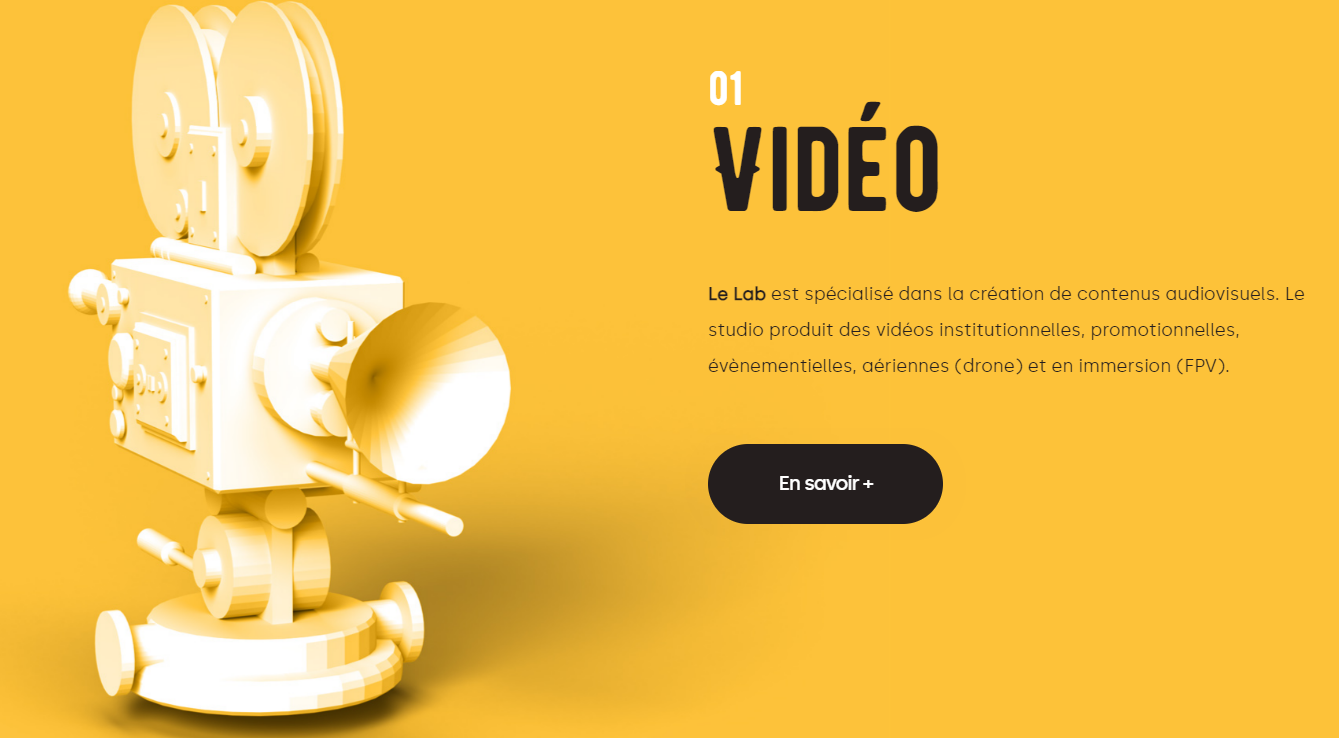 01
VIDÉO
Le Lab est spécialisé dans la création de contenus audiovisuels. Le
studio produit des vidéos institutionnelles, promotionnelles,
évènementielles, aériennes (drone) et en immersion (FPV).
En savoir +